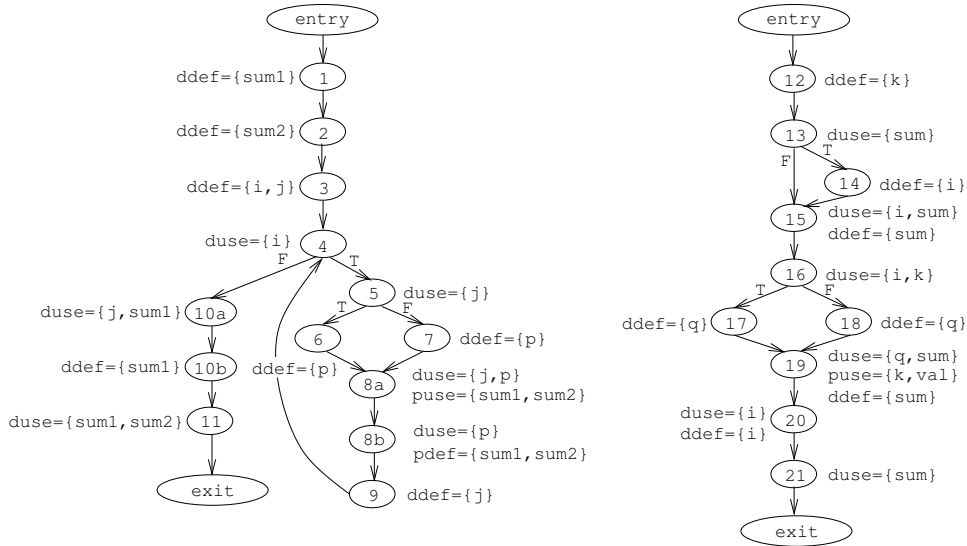 entry
ddef={sum1}
1
ddef={sum2}
2
ddef={i,j}
3
duse={i}
4
F
T
5
duse={j}
T
F
duse={j,sum1}
10a
6
7
ddef={p}
ddef={sum1}
10b
ddef={p}
8a
duse={j,p}
puse={sum1,sum2}
duse={sum1,sum2}
11
8b
duse={p}
pdef={sum1,sum2}
exit
9
ddef={j}
entry
12
ddef={k}
13
duse={sum}
F
T
14
ddef={i}
15
duse={i,sum}
ddef={sum}
16
duse={i,k}
T
F
ddef={q}
17
18
ddef={q}
19
duse={q,sum}
puse={k,val}
ddef={sum}
duse={i}
ddef={i}
20
21
duse={sum}
exit